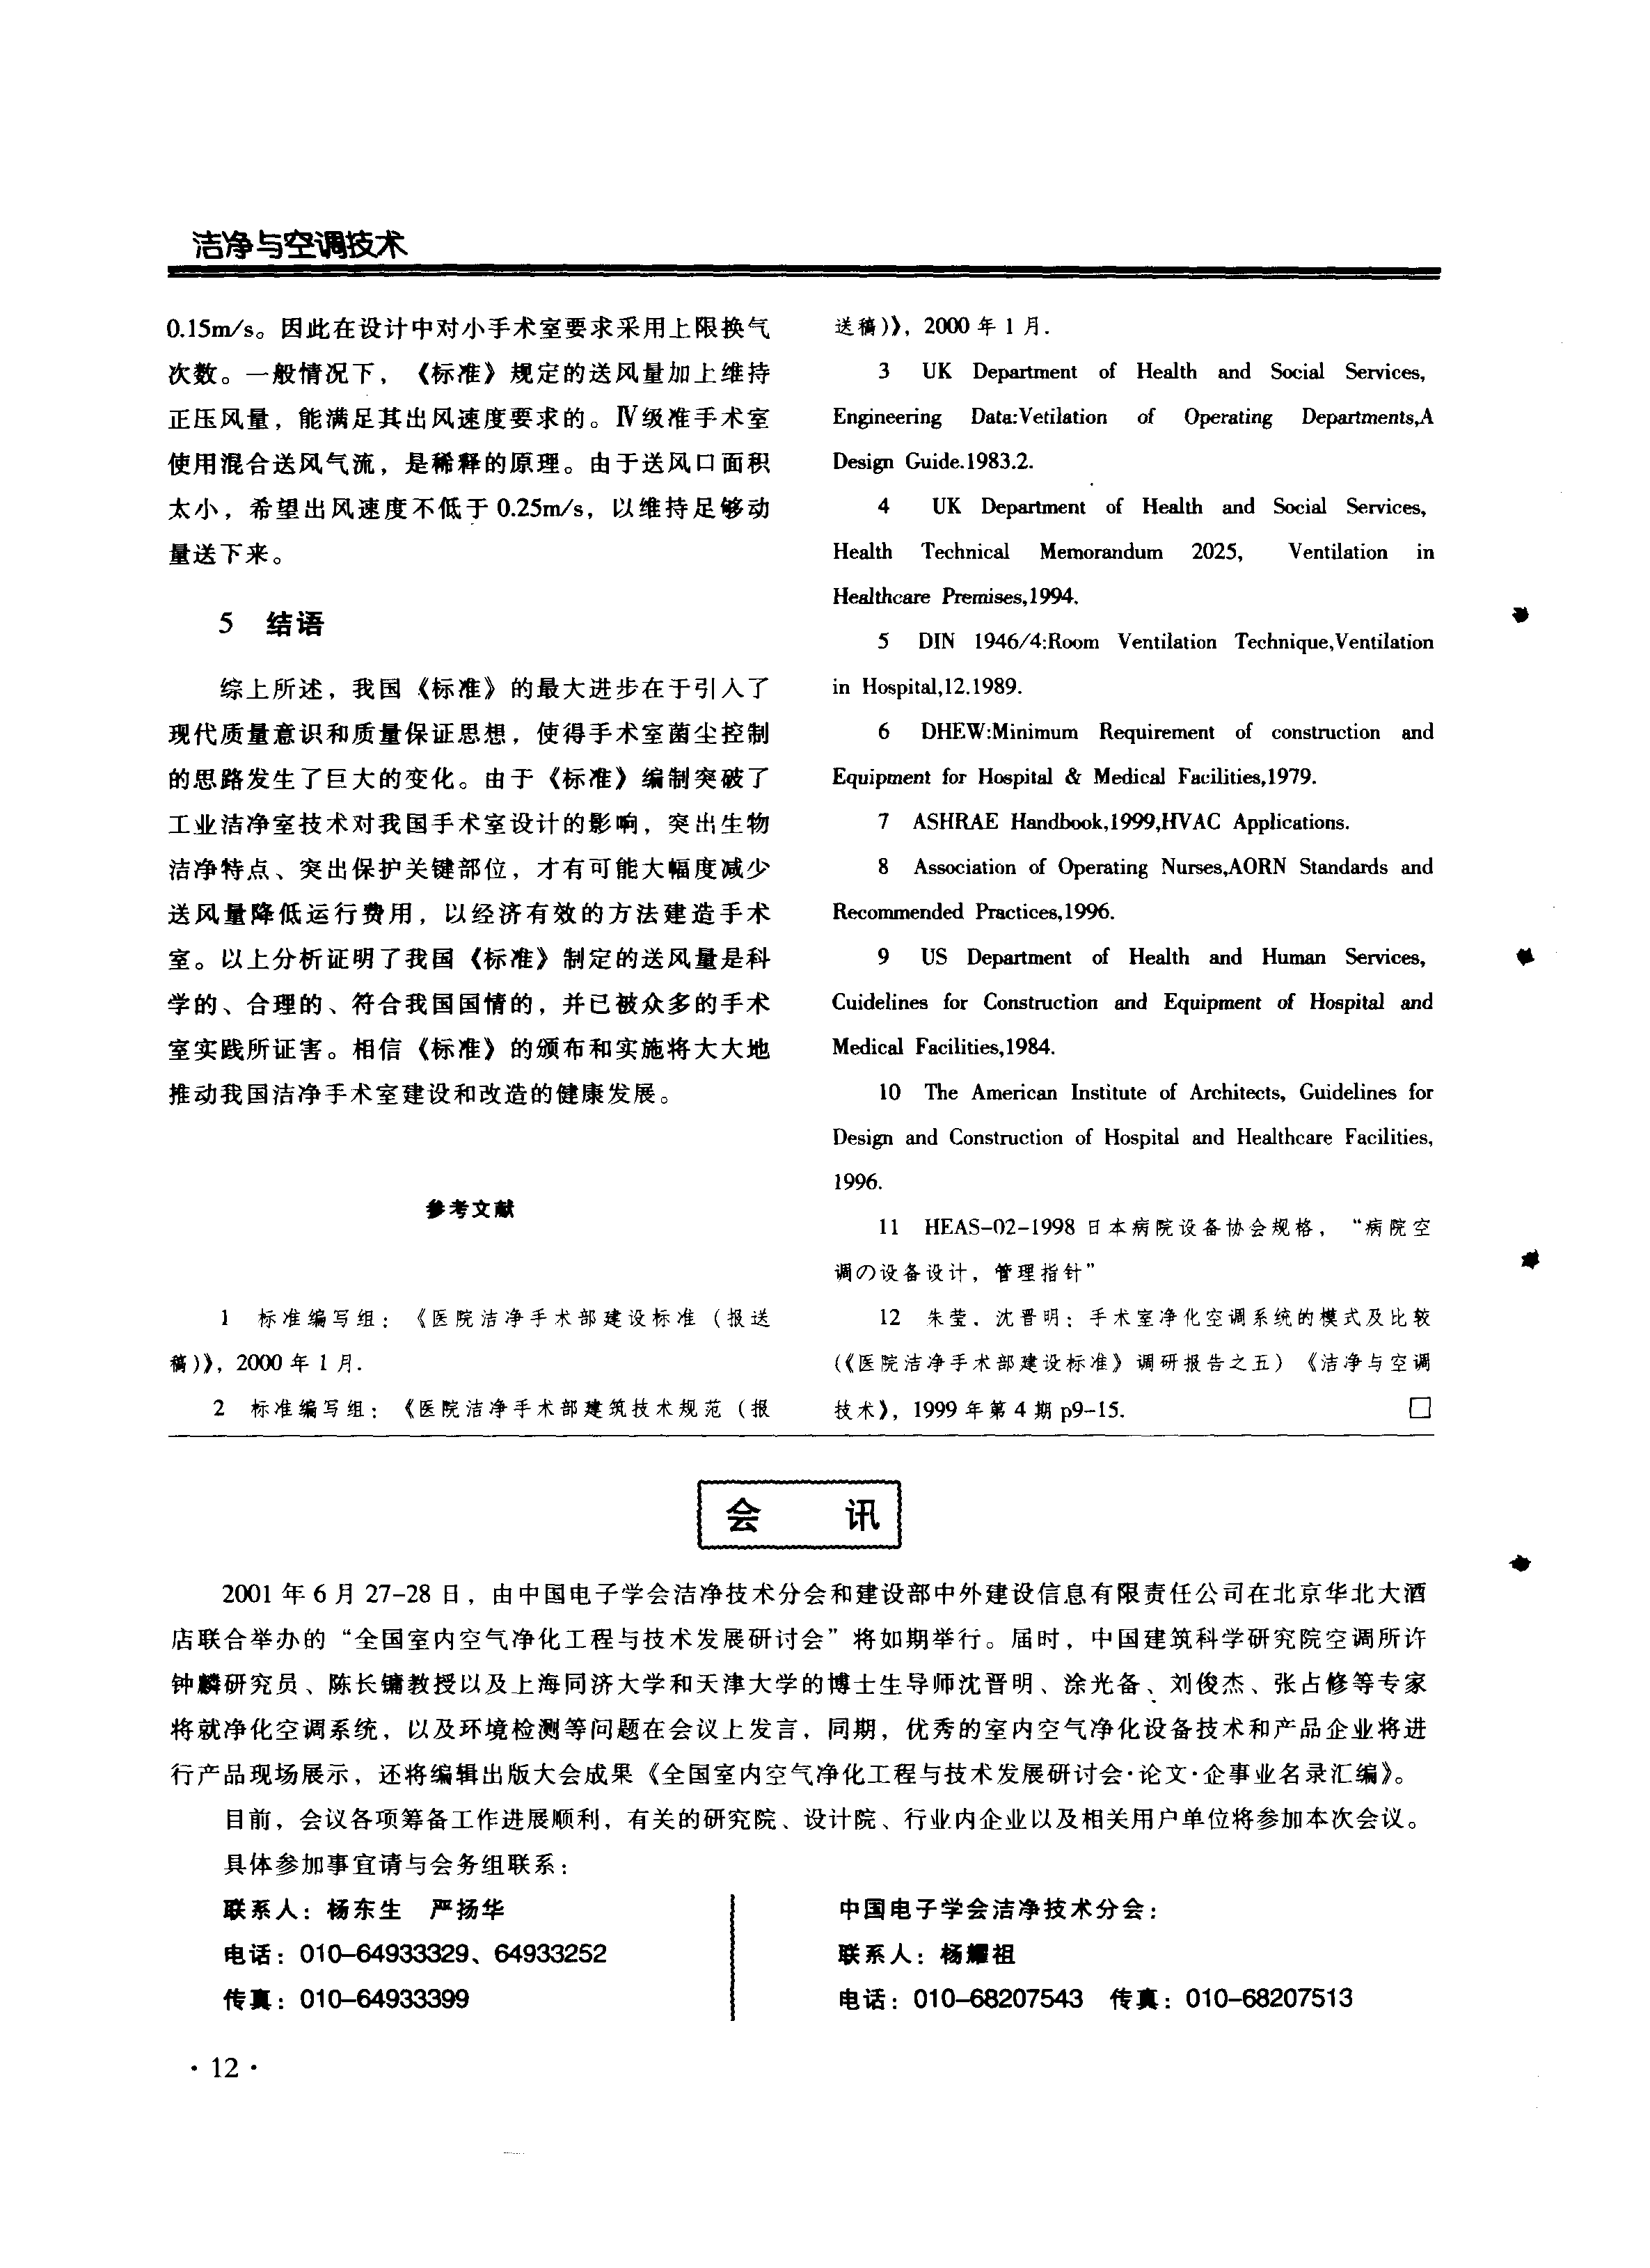 洁净与空调技术
0.15m/s。因此在设计中对小手术室要求采用上限换气
次数。一般情况下，《标准》规定的送风量加上维持
正压风量，能满足其出风速度要求的。Ⅳ级准手术室
使用混合送风气流，是稀释的原理。由于送风口面积
太小，希望出风速度不低于 0.25m/s，以维持足够动
量送下来。
5 结语
综上所述，我国《标准》的最大进步在于引入了
现代质量意识和质量保证思想，使得手术室菌尘控制
的思路发生了巨大的变化。由于《标准》编制突破了
工业洁净室技术对我国手术室设计的影响，突出生物
洁净特点、突出保护关键部位，才有可能大幅度减少
送风量降低运行费用，以经济有效的方法建造手术
室。以上分析证明了我国《标准》制定的送风量是科
学的、合理的、符合我国国情的，并已被众多的手术
室实践所证害。相信《标准》的颁布和实施将大大地
推动我国洁净手术室建设和改造的健康发展。
参考文献
1 标准编写组：《医院洁净手术部建设标准（报送
稿)》，2000 年 1 月.
2 标准编写组：《医院洁净手术部建筑技术规范（报
送稿)》，2000 年 1 月.
3 UK Department of Health and Social Services,
Engineering Data:Vetilation of Operating Departments,A
Design Guide.1983.2.
4 UK Department of Health and Social Services,
Health Technical Memorandum 2025, Ventilation in
Healthcare Premises,1994.
5 DIN 1946/4:Room Ventilation Technique,Ventilation
in Hospital,12.1989.
6 DHEW:Minimum Requirement of construction and
Equipment for Hospital & Medical Facilities,1979.
7 ASHRAE Handbook,1999,HVAC Applications.
8 Association of Operating Nurses,AORN Standards and
Recommended Practices,1996.
9 US Department of Health and Human Services,
Cuidelines for Construction and Equipment of Hospital and
Medical Facilities,1984.
10 The American Institute of Architects, Guidelines for
Design and Construction of Hospital and Healthcare Facilities,
1996.
11 HEAS-02-1998 日本病院设备协会规格，“病院空
调の设备设计，管理指针”
12 朱莹．沈晋明：手术室净化空调系统的模式及比较
(《医院洁净手术部建设标准》调研报告之五）《洁净与空调
技术》，1999 年第 4 期 p9-15. □
会 讯
2001 年 6 月 27-28 日，由中国电子学会洁净技术分会和建设部中外建设信息有限责任公司在北京华北大酒
店联合举办的“全国室内空气净化工程与技术发展研讨会”将如期举行。届时，中国建筑科学研究院空调所许
钟麟研究员、陈长镛教授以及上海同济大学和天津大学的博士生导师沈晋明、涂光备、刘俊杰、张占修等专家
将就净化空调系统，以及环境检测等问题在会议上发言，同期，优秀的室内空气净化设备技术和产品企业将进
行产品现场展示，还将编辑出版大会成果《全国室内空气净化工程与技术发展研讨会·论文·企事业名录汇编》。
目前，会议各项筹备工作进展顺利，有关的研究院、设计院、行业内企业以及相关用户单位将参加本次会议。
具体参加事宜请与会务组联系：
联系人：杨东生 严扬华
电话：010-64933329、64933252
传真：010-64933399
中国电子学会洁净技术分会：
联系人：杨耀祖
电话：010-68207543 传真：010-68207513
·12·